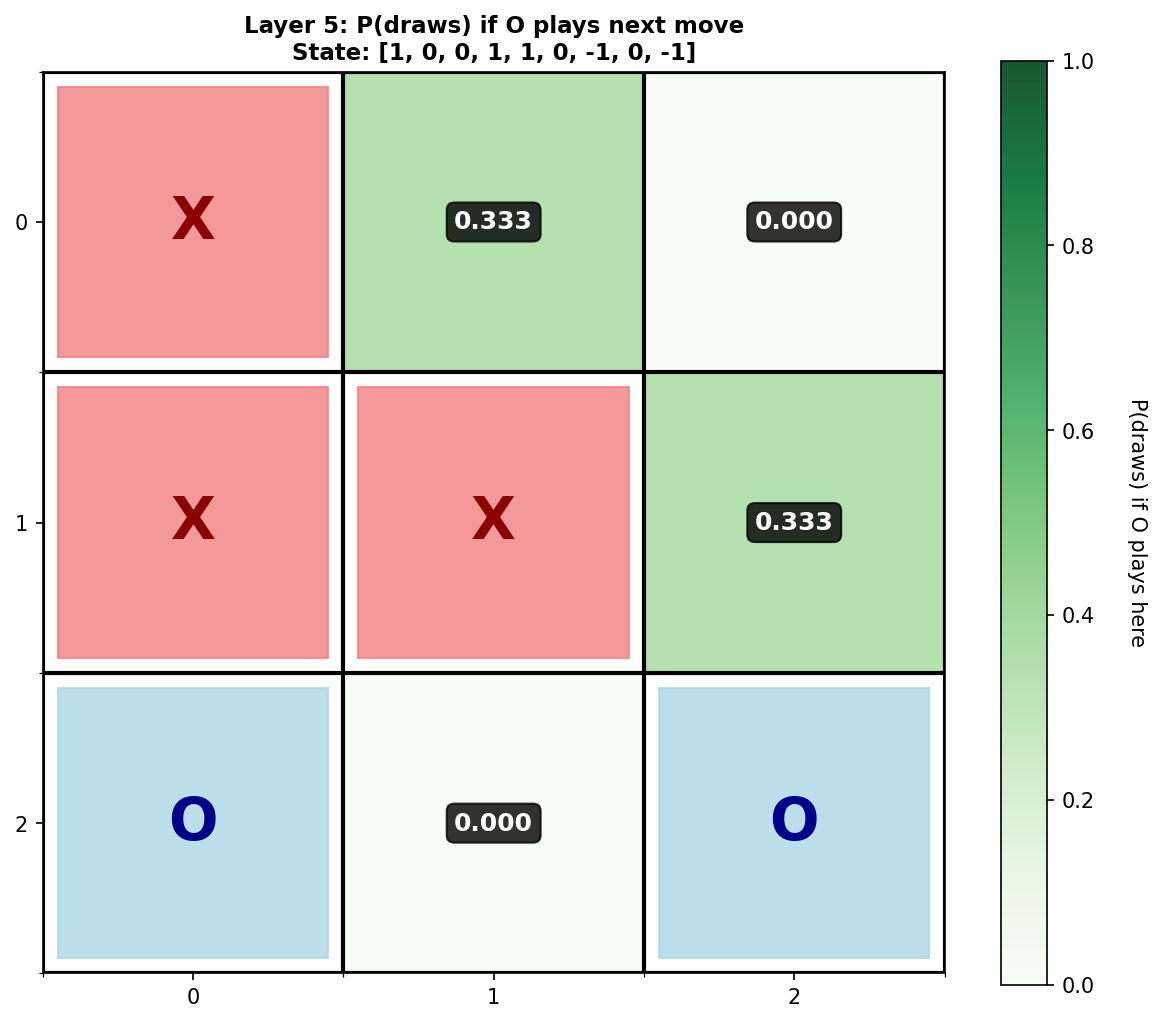 Layer 5: P(draws) if O plays next move
State: [1, 0, 0, 1, 1, 0, -1, 0, -1]
0
X
0.333
0.000
1
X
X
0.333
2
O
0.000
O
0
1
2
1.0
0.8
0.6
0.4
0.2
0.0
P(draws) if O plays here